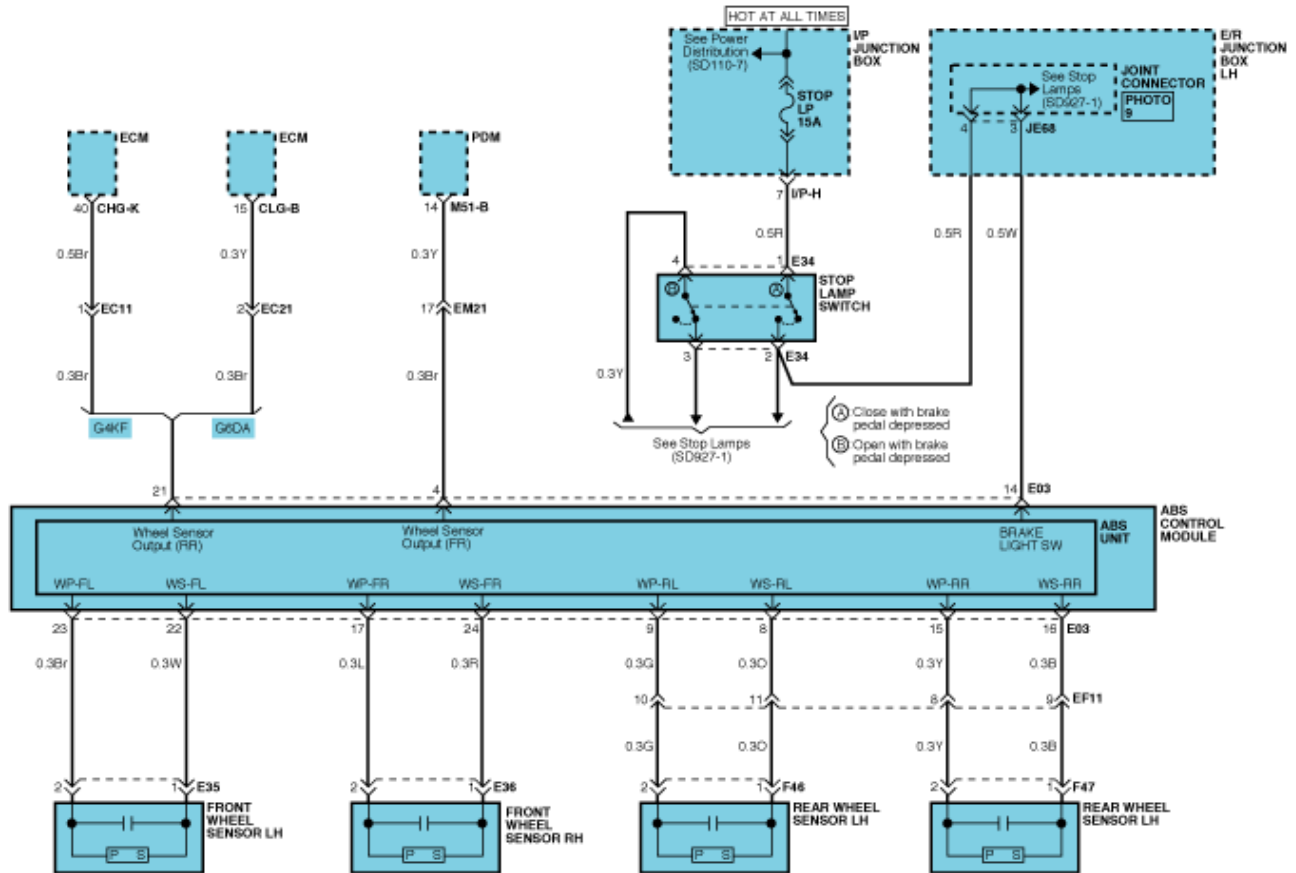 HOT AT ALL TIMES
See Power
Distribution
(SD110-7)
I/P
JUNCTION
BOX
STOP
LP
15A
E/R
JUNCTION
BOX
LH
See Stop
Lamps
(SD927-1)
JOINT
CONNECTOR
PHOTO
9
4
3
JE68
ECM
ECM
PDM
40
CHG-K
15
CLG-B
14
M51-B
7
I/P-H
0.5Br
0.3Y
0.3Y
0.5R
0.5R
0.5W
4
1
E34
B
A
STOP
LAMP
SWITCH
1
EC11
2
EC21
17
EM21
3
2
E34
0.3Br
0.3Br
0.3Br
0.3Y
G4KF
G6DA
See Stop Lamps
(SD927-1)
A Close with brake
pedal depressed
B Open with brake
pedal depressed
21
4
14
E03
ABS
CONTROL
MODULE
Wheel Sensor
Output (RR)
Wheel Sensor
Output (FR)
BRAKE
LIGHT SW
ABS
UNIT
WP-FL
WS-FL
WP-FR
WS-FR
WP-RL
WS-RL
WP-RR
WS-RR
23
22
17
24
9
8
15
16
E03
0.3Br
0.3W
0.3L
0.3R
0.3G
0.3O
0.3Y
0.3B
10
11
8
9
EF11
0.3G
0.3O
0.3Y
0.3B
2
1
E35
2
1
E36
2
1
F46
2
1
F47
FRONT
WHEEL
SENSOR LH
P S
FRONT
WHEEL
SENSOR RH
P S
REAR WHEEL
SENSOR LH
P S
REAR WHEEL
SENSOR LH
P S